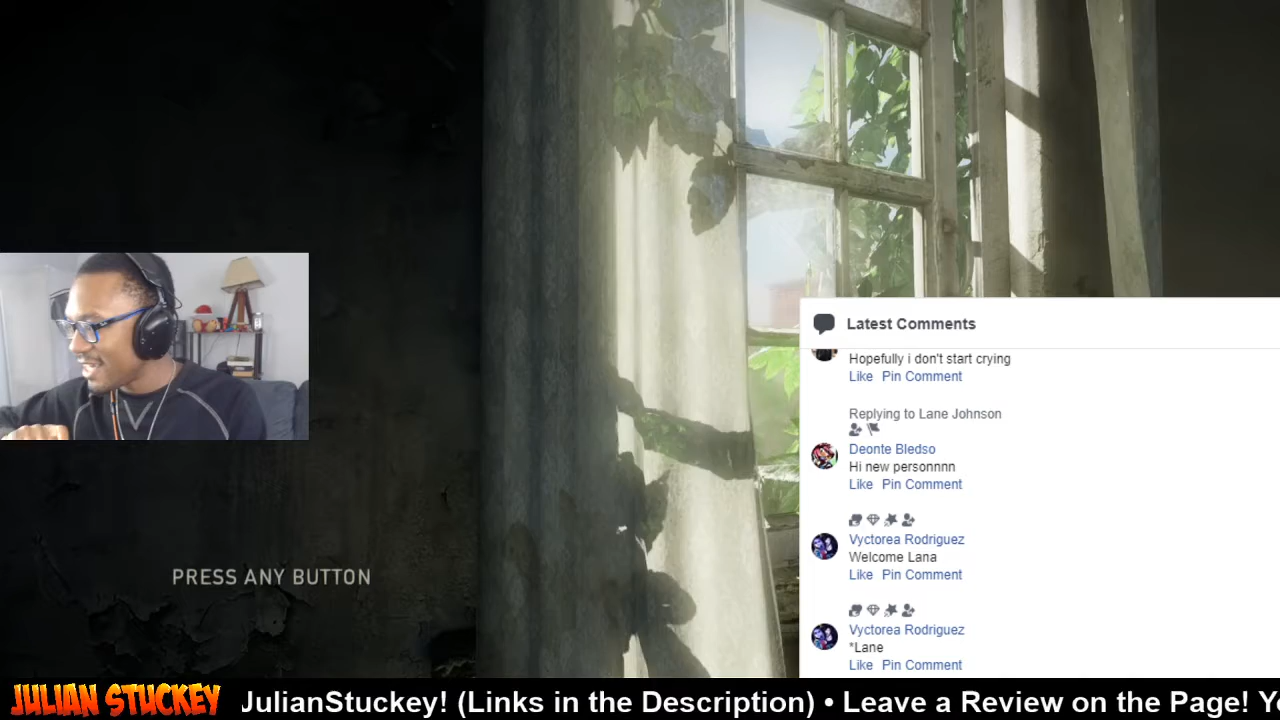 Latest Comments
Hopefully i don't start crying
Like Pin Comment
Replying to Lane Johnson
Deonte Bledso
Hi new personnnn
Like Pin Comment
Vyctorea Rodriguez
Welcome Lana
Like Pin Comment
Vyctorea Rodriguez
*Lane
Like Pin Comment
PRESS ANY BUTTON
JULIAN STUCKEY
JulianStuckey! (Links in the Description) • Leave a Review on the Page!